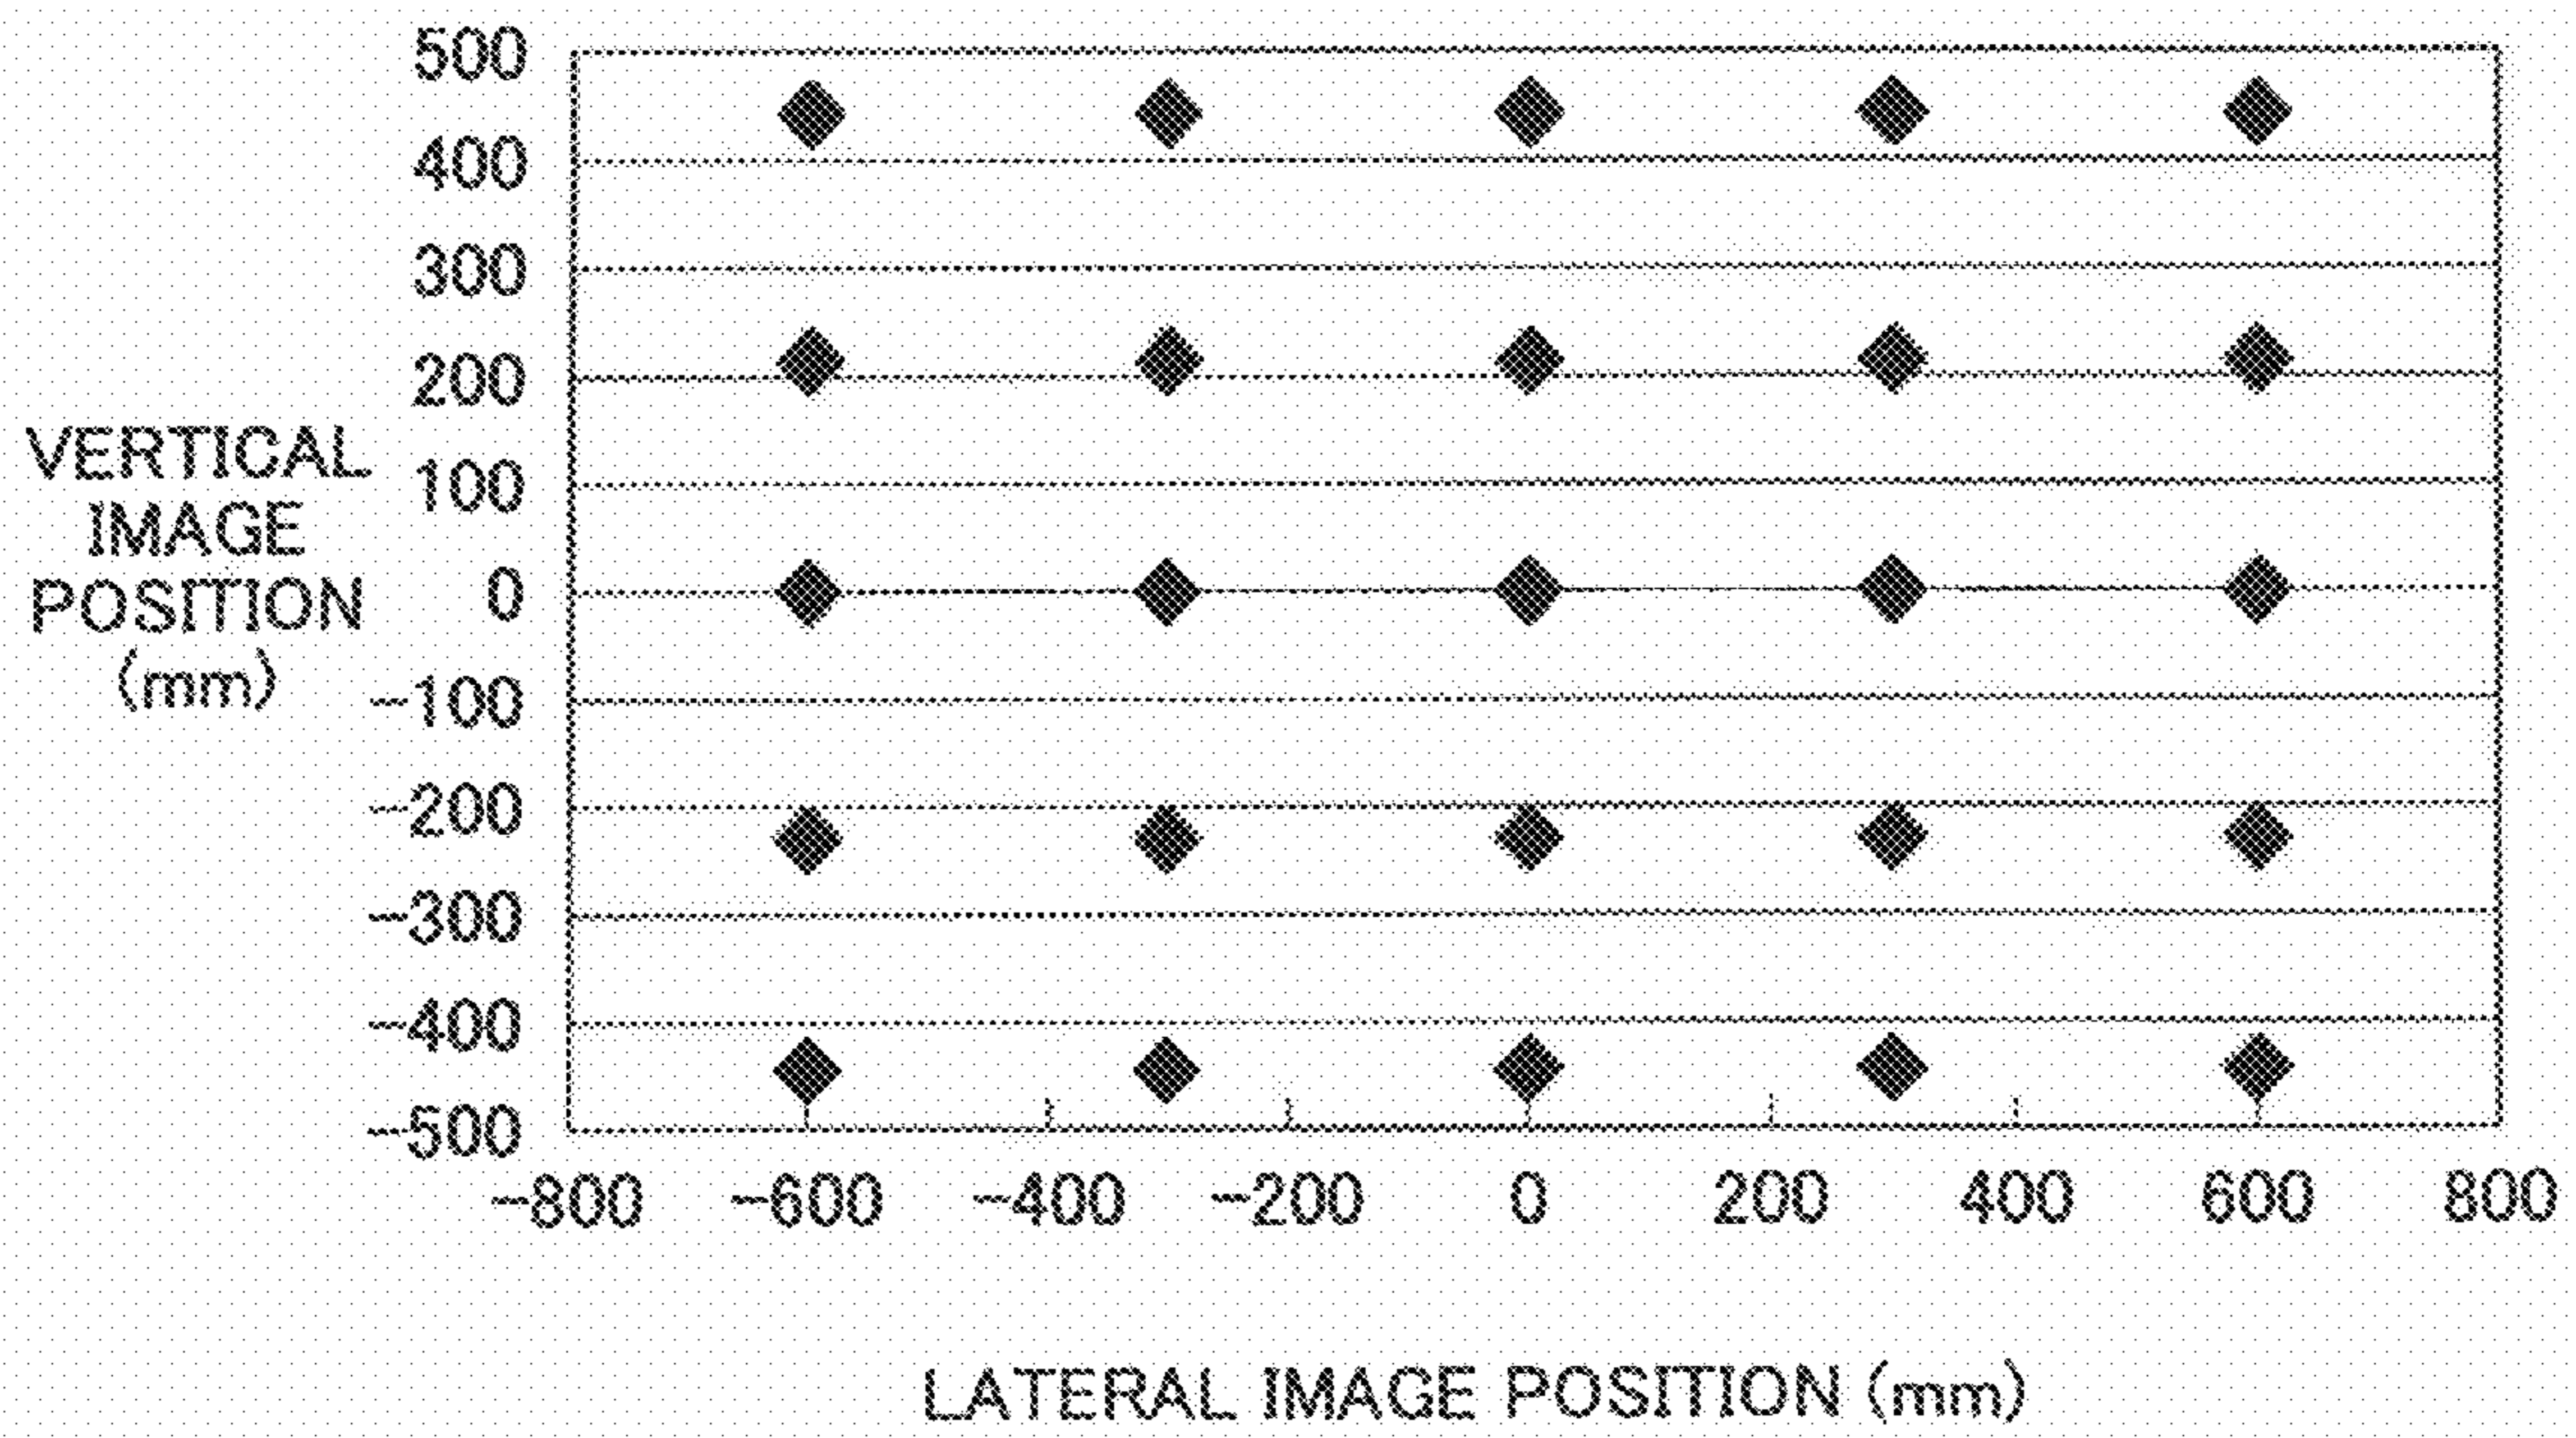 500
400
300
200
100
0
−100
−200
−300
−400
−500
VERTICAL
IMAGE
POSITION
(mm)
−800 −600 −400 −200 0 200 400 600 800
LATERAL IMAGE POSITION (mm)